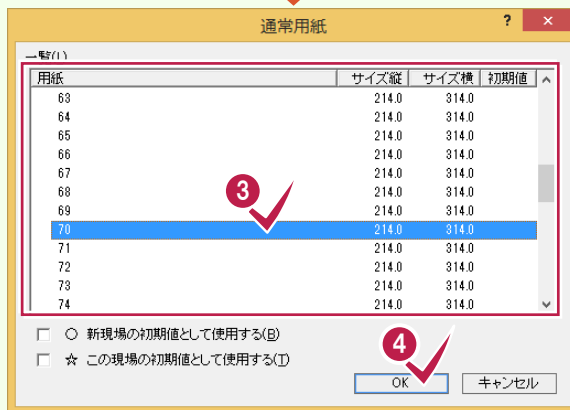 通常用紙
? ×
一覧(L)
用紙 サイズ縦 サイズ横 初期値
63 214.0 314.0
64 214.0 314.0
65 214.0 314.0
66 214.0 314.0
67 214.0 314.0
68 214.0 314.0
69 214.0 314.0
70 214.0 314.0
71 214.0 314.0
72 214.0 314.0
73 214.0 314.0
74 214.0 314.0
3
○ 新現場の初期値として使用する(B)
☆ この現場の初期値として使用する(T)
4
OK キャンセル